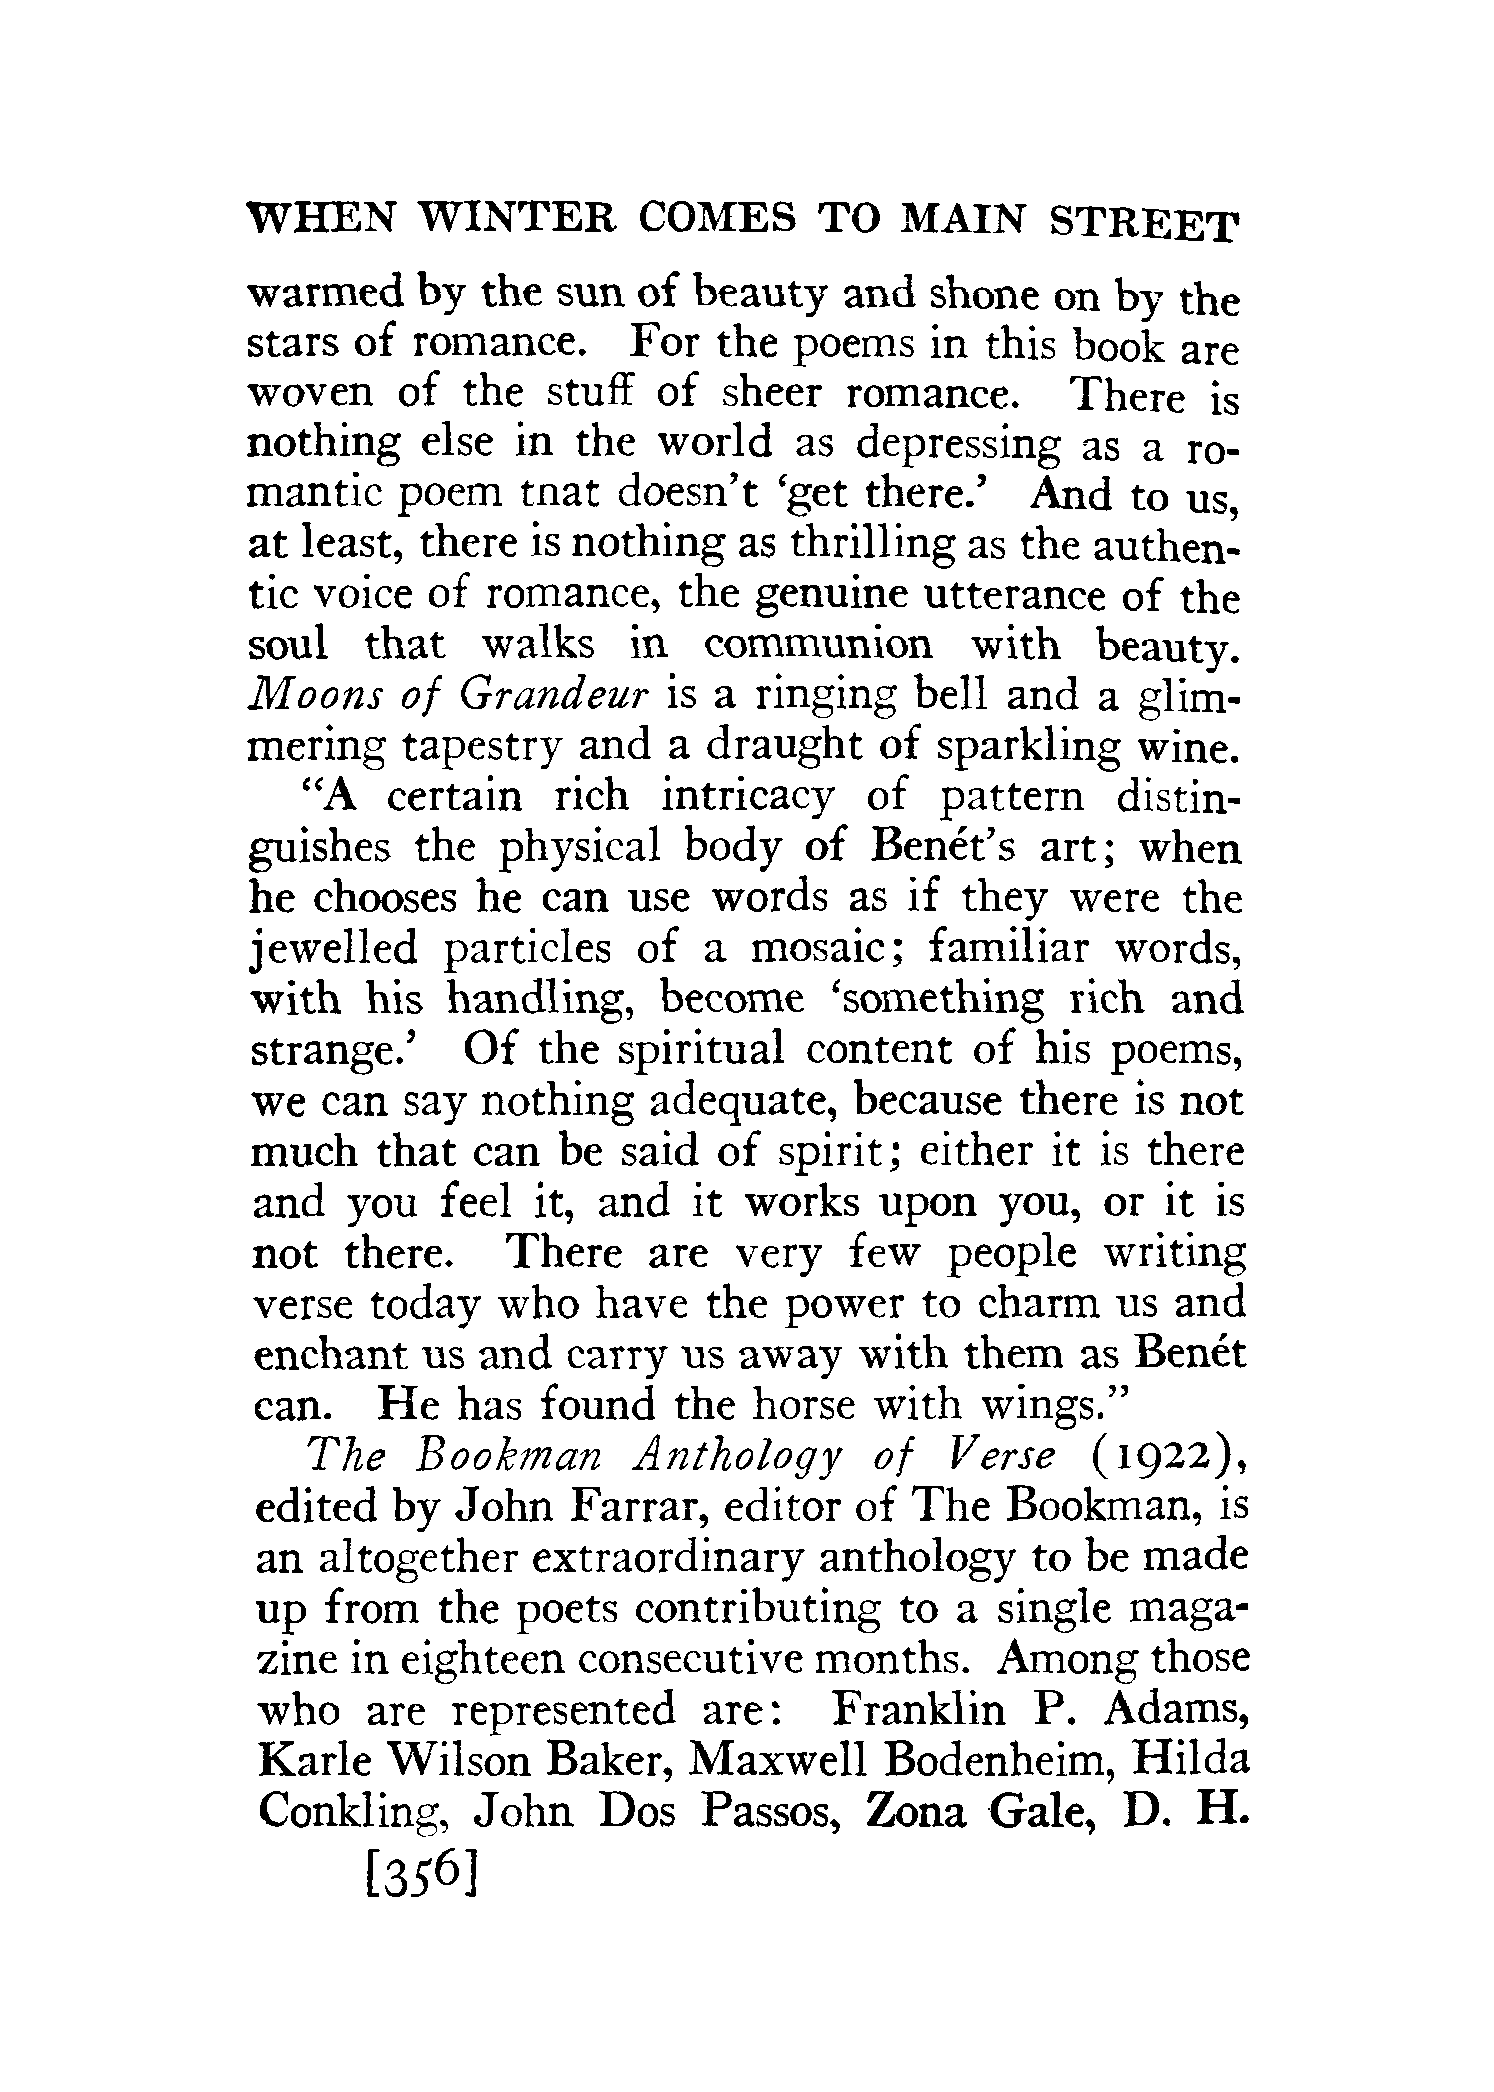 WHEN WINTER COMES TO MAIN STREET
warmed by the sun of beauty and shone on by the
stars of romance. For the poems in this book are
woven of the stuff of sheer romance. There is
nothing else in the world as depressing as a ro-
mantic poem tnat doesn't 'get there.' And to us,
at least, there is nothing as thrilling as the authen-
tic voice of romance, the genuine utterance of the
soul that walks in communion with beauty.
Moons of Grandeur is a ringing bell and a glim-
mering tapestry and a draught of sparkling wine.
"A certain rich intricacy of pattern distin-
guishes the physical body of Benét's art; when
he chooses he can use words as if they were the
jewelled particles of a mosaic; familiar words,
with his handling, become 'something rich and
strange.' Of the spiritual content of his poems,
we can say nothing adequate, because there is not
much that can be said of spirit; either it is there
and you feel it, and it works upon you, or it is
not there. There are very few people writing
verse today who have the power to charm us and
enchant us and carry us away with them as Benét
can. He has found the horse with wings."
The Bookman Anthology of Verse (1922),
edited by John Farrar, editor of The Bookman, is
an altogether extraordinary anthology to be made
up from the poets contributing to a single maga-
zine in eighteen consecutive months. Among those
who are represented are: Franklin P. Adams,
Karle Wilson Baker, Maxwell Bodenheim, Hilda
Conkling, John Dos Passos, Zona Gale, D. H.
[356]